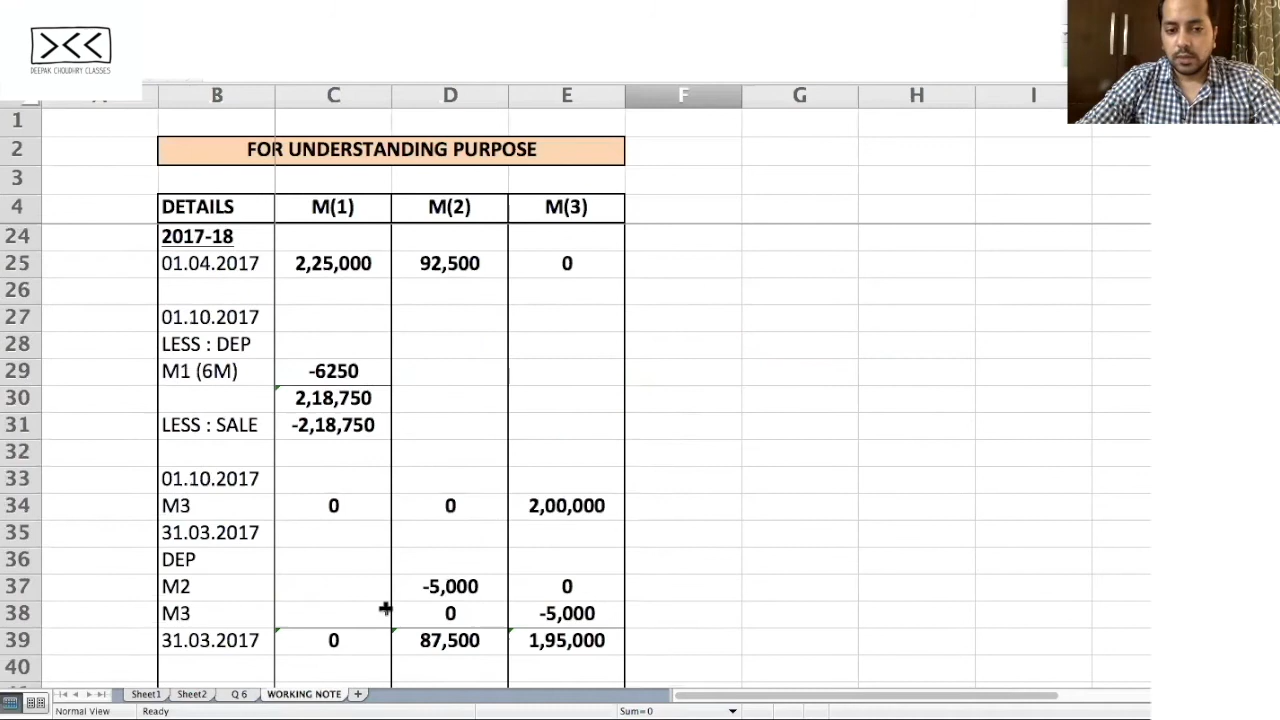 DEEPAK CHOUDHRY CLASSES
B C D E F G H I
1
2 FOR UNDERSTANDING PURPOSE
3
4 DETAILS M(1) M(2) M(3)
24 2017-18
25 01.04.2017 2,25,000 92,500 0
26
27 01.10.2017
28 LESS : DEP
29 M1 (6M) -6250
30 2,18,750
31 LESS : SALE -2,18,750
32
33 01.10.2017
34 M3 0 0 2,00,000
35 31.03.2017
36 DEP
37 M2 -5,000 0
38 M3 0 -5,000
39 31.03.2017 0 87,500 1,95,000
40
Sheet1 Sheet2 Q 6 WORKING NOTE +
Normal View Ready Sum=0